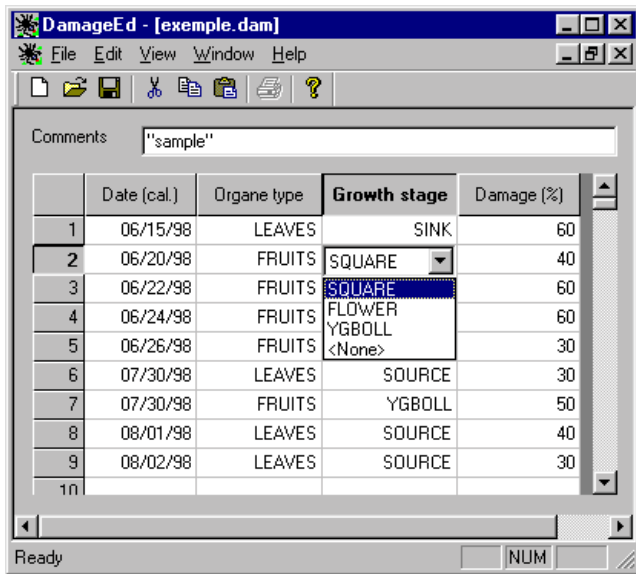 DamageEd - [exemple.dam]
File Edit View Window Help
Comments "sample"
Date (cal.) Organe type Growth stage Damage (%)
1 06/15/98 LEAVES SINK 60
2 06/20/98 FRUITS SQUARE 40
3 06/22/98 FRUITS SQUARE 60
4 06/24/98 FRUITS FLOWER 60
YGBOLL
5 06/26/98 FRUITS <None> 30
6 07/30/98 LEAVES SOURCE 30
7 07/30/98 FRUITS YGBOLL 50
8 08/01/98 LEAVES SOURCE 40
9 08/02/98 LEAVES SOURCE 30
10
Ready NUM